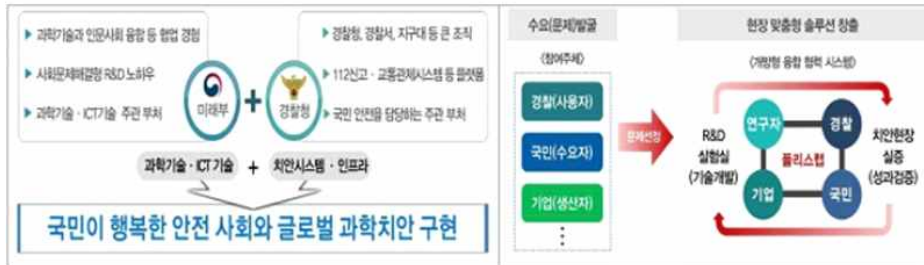 ▶ 과학기술과 인문사회 융합 등 협업 경험
▶ 사회문제해결형 R&D 노하우
▶ 과학기술·ICT기술 주관 부처
미래부
+
경찰청
▶ 경찰청, 경찰서, 지구대 등 큰 조직
▶ 112신고·교통관제시스템 등 플랫폼
▶ 국민 안전을 담당하는 주관 부처
과학기술·ICT 기술 + 치안시스템·인프라
국민이 행복한 안전 사회와 글로벌 과학치안 구현
수요(문제)발굴
(참여주체)
경찰(사용자)
국민(수요자)
기업(생산자)
⋮
문제선정
현장 맞춤형 솔루션 창출
(개방형 융합 협력 시스템)
R&D
실험실
(기술개발)
연구자
경찰
폴리스랩
기업
국민
치안현장
실증
(성과검증)